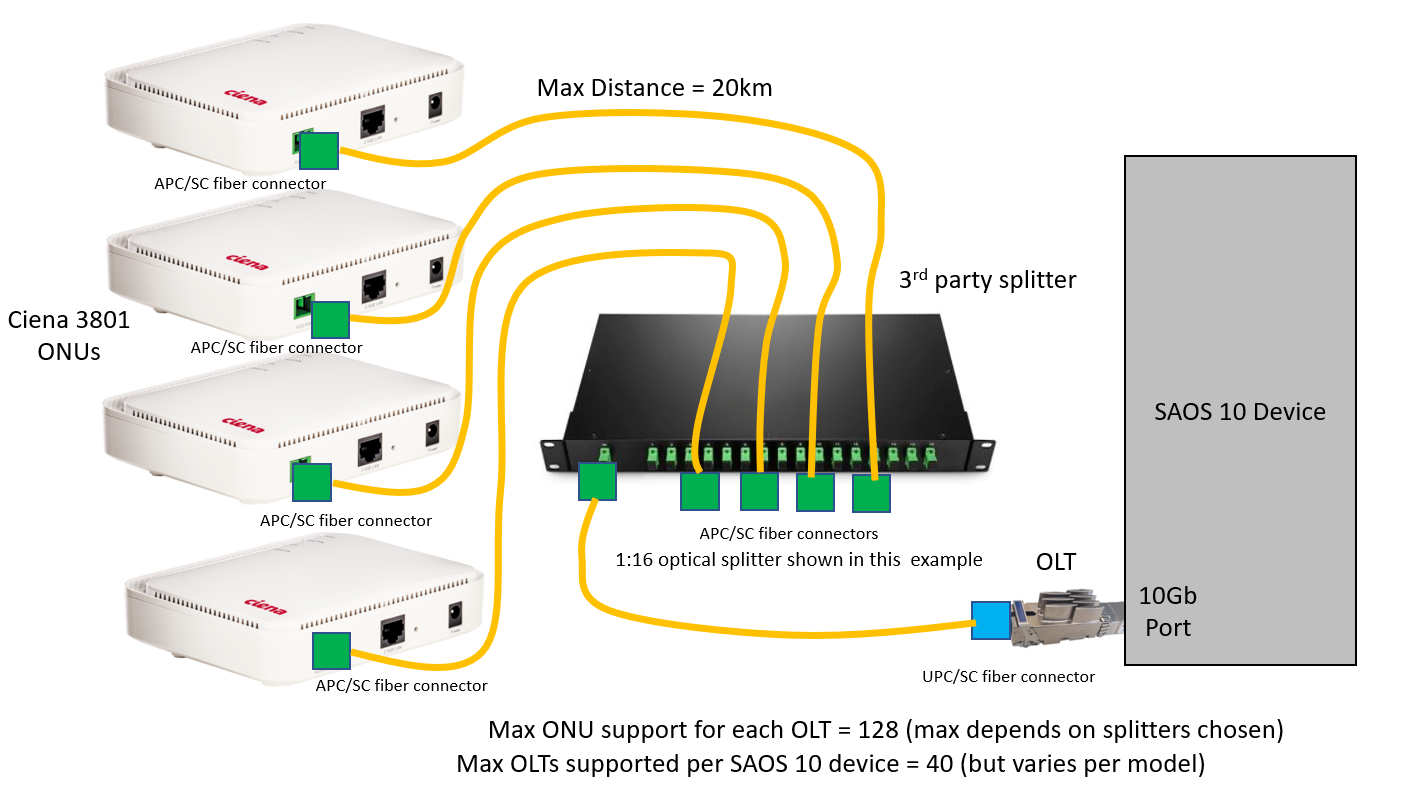 Max Distance = 20km
ciena
APC/SC fiber connector
ciena
3rd party splitter
Ciena 3801
ONUs
APC/SC fiber connector
ciena
SAOS 10 Device
APC/SC fiber connector
APC/SC fiber connectors
1:16 optical splitter shown in this  example
OLT
10Gb
Port
ciena
APC/SC fiber connector
UPC/SC fiber connector
Max ONU support for each OLT = 128 (max depends on splitters chosen)
Max OLTs supported per SAOS 10 device = 40 (but varies per model)